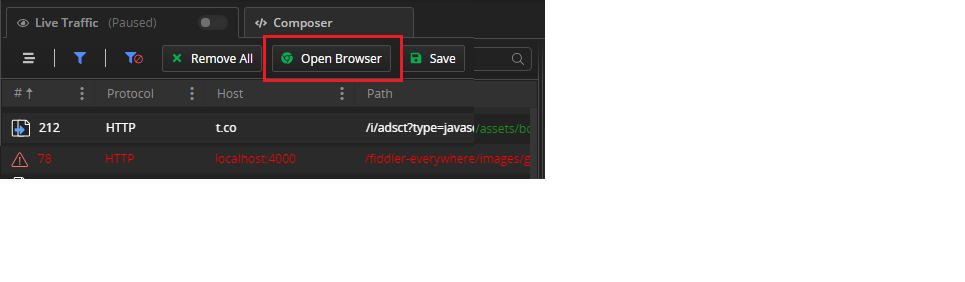 Live Traffic (Paused) Composer
Remove All Open Browser Save
# Protocol Host Path
212 HTTP t.co /i/adsct?type=javasc/assets/bo
78 HTTP localhost:4000 /fiddler-everywhere/images/g